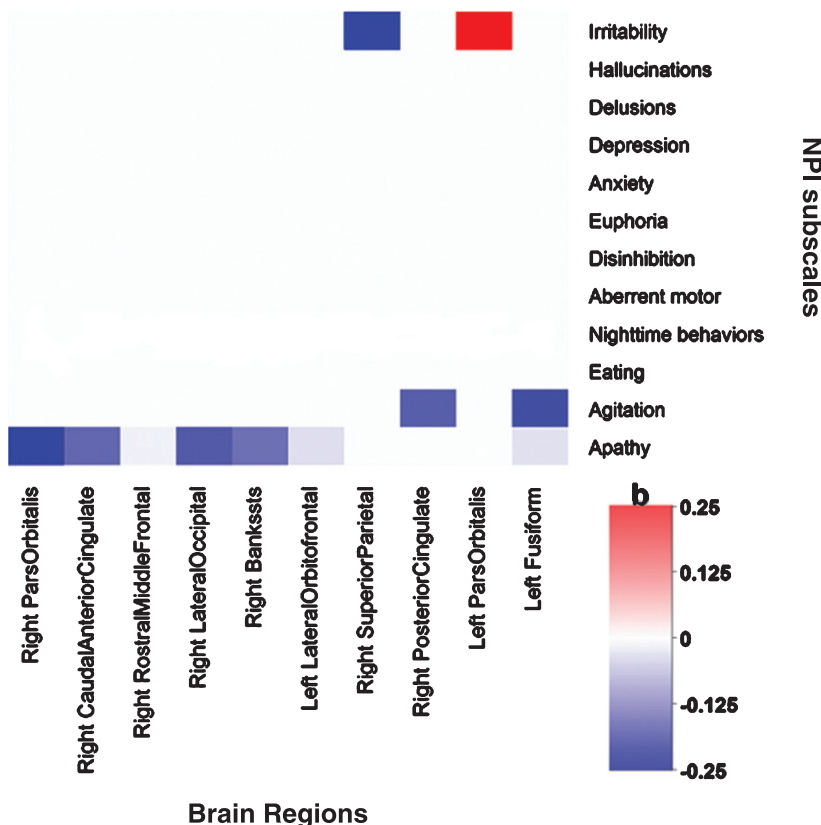 Irritability
Hallucinations
Delusions
Depression
Anxiety
Euphoria
Disinhibition
Aberrent motor
Nighttime behaviors
Eating
Agitation
Apathy
NPI subscales
Right ParsOrbitalis
Right CaudalAnteriorCingulate
Right RostralMiddleFrontal
Right LateralOccipital
Right Bankssts
Left LateralOrbitofrontal
Right SuperiorParietal
Right PosteriorCingulate
Left ParsOrbitalis
Left Fusiform
b
0.25
0.125
0
-0.125
-0.25
Brain Regions